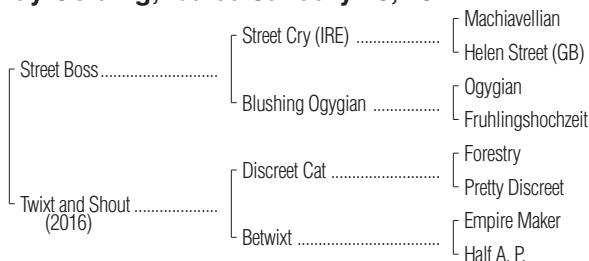 Machiavellian
Street Cry (IRE) ..................
Helen Street (GB)
Street Boss..........................
Ogygian
Blushing Ogygian ...............
Fruhlingshochzeit
Forestry
Discreet Cat ........................
Pretty Discreet
Twixt and Shout ...................
(2016)
Empire Maker
Betwixt ................................
Half A. P.